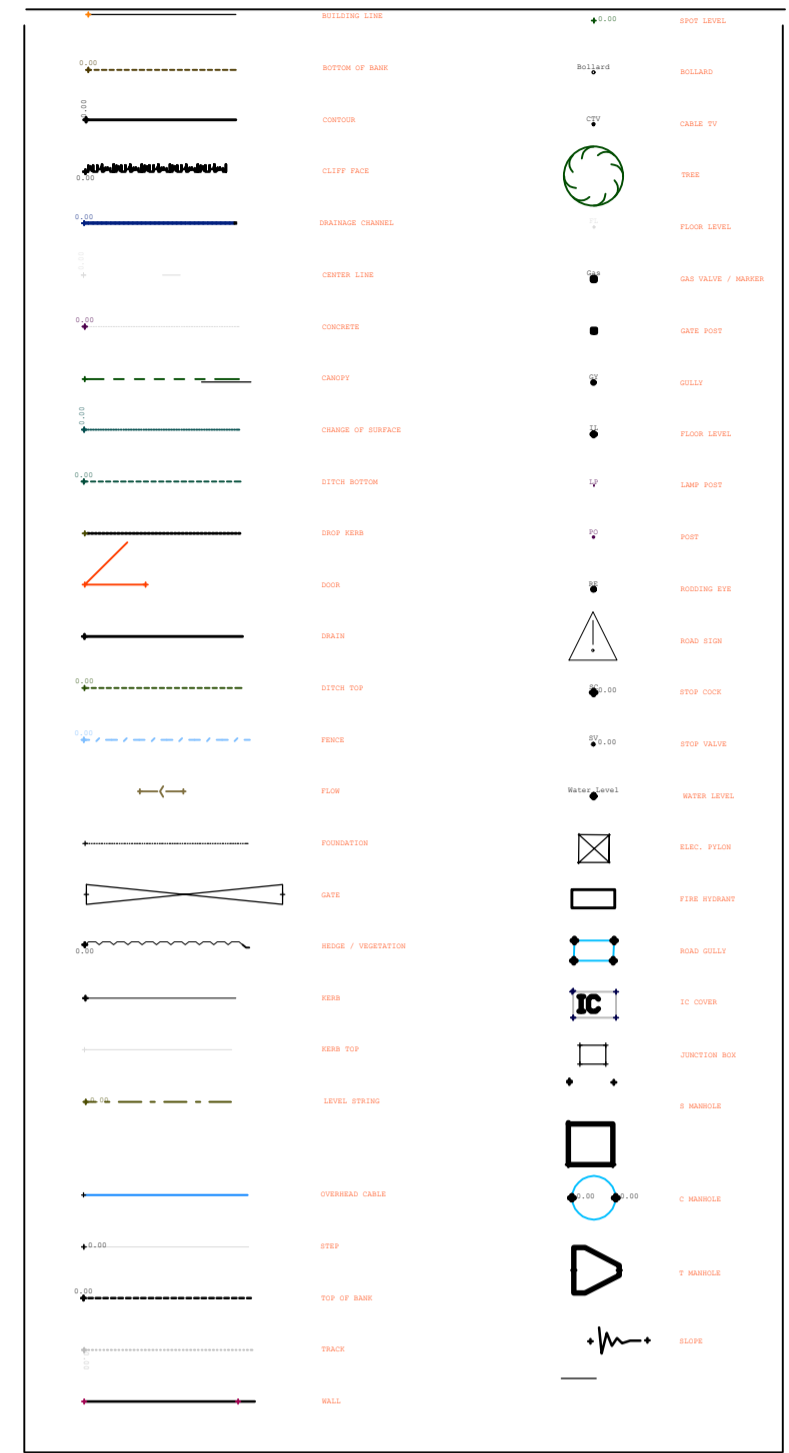 BUILDING LINE
0.00
BOTTOM OF BANK
0.00
CONTOUR
0.00
CLIFF FACE
0.00
DRAINAGE CHANNEL
0.00
CENTER LINE
0.00
CONCRETE
CANOPY
0.00
CHANGE OF SURFACE
0.00
DITCH BOTTOM
DROP KERB
DOOR
DRAIN
0.00
DITCH TOP
0.00
FENCE
FLOW
FOUNDATION
GATE
0.00
HEDGE / VEGETATION
KERB
KERB TOP
0.00
LEVEL STRING
OVERHEAD CABLE
0.00
STEP
0.00
TOP OF BANK
0.00
TRACK
WALL
0.00
SPOT LEVEL
Bollard
BOLLARD
CTV
CABLE TV
TREE
FLOOR LEVEL
Gas
GAS VALVE / MARKER
GATE POST
GY
GULLY
IL
FLOOR LEVEL
LP
LAMP POST
PO
POST
RE
RODDING EYE
ROAD SIGN
SC
0.00
STOP COCK
SV
0.00
STOP VALVE
Water Level
WATER LEVEL
ELEC. PYLON
FIRE HYDRANT
ROAD GULLY
IC
IC COVER
JUNCTION BOX
S MANHOLE
0.00 0.00
C MANHOLE
T MANHOLE
SLOPE